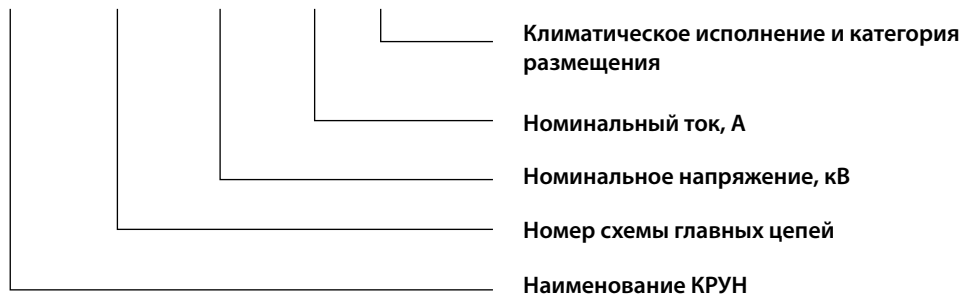 Климатическое исполнение и категория
размещения
Номинальный ток, А
Номинальное напряжение, кВ
Номер схемы главных цепей
Наименование КРУН